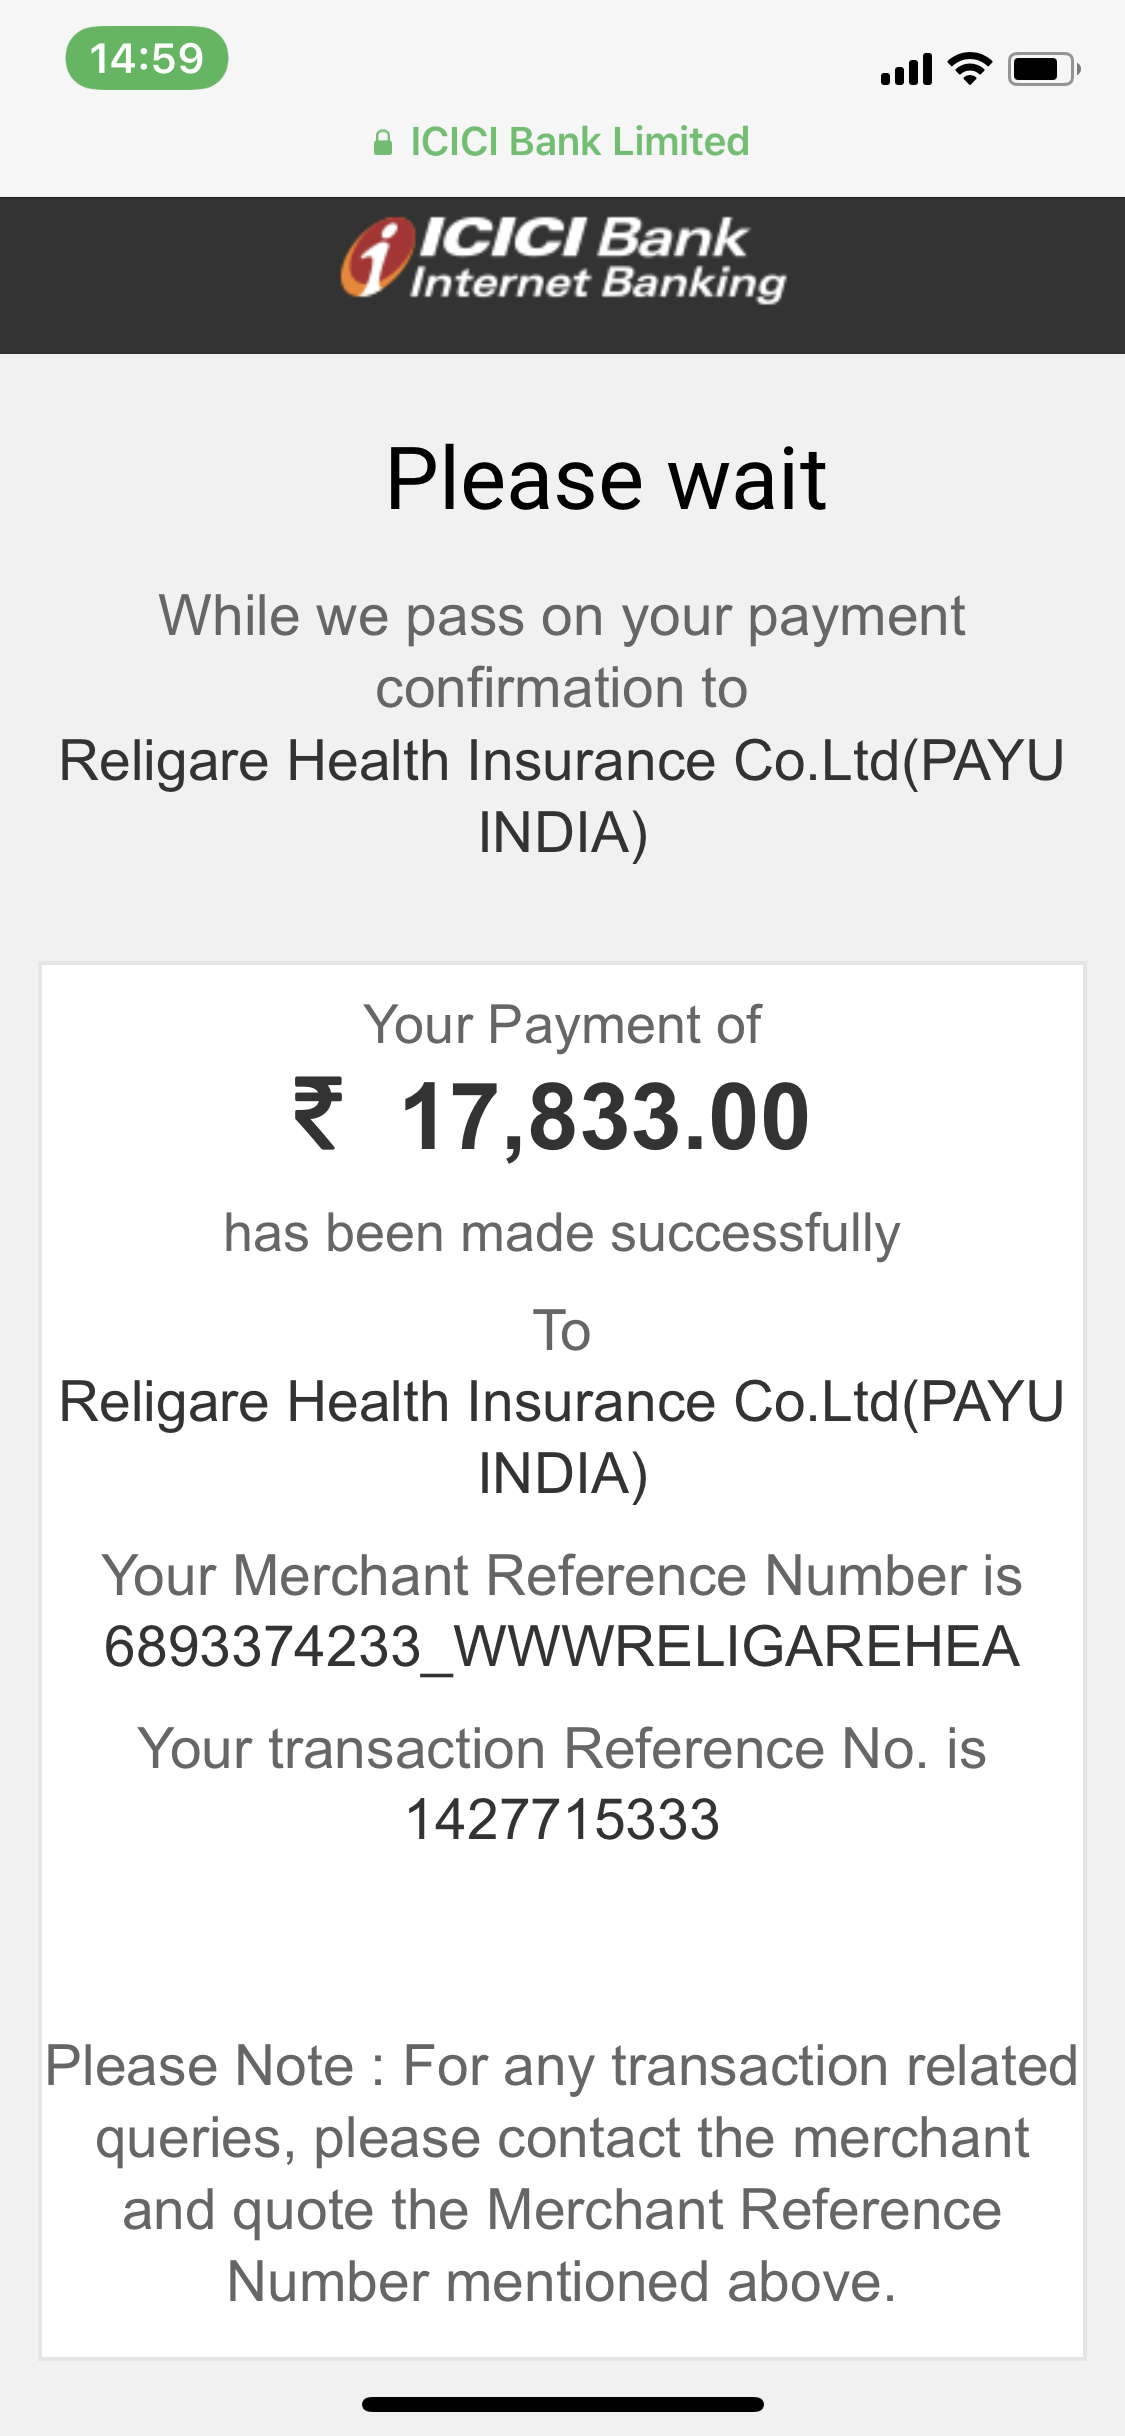 14:59
ICICI Bank Limited
ICICI Bank
Internet Banking
Please wait
While we pass on your payment
confirmation to
Religare Health Insurance Co.Ltd(PAYU
INDIA)
Your Payment of
₹ 17,833.00
has been made successfully
To
Religare Health Insurance Co.Ltd(PAYU
INDIA)
Your Merchant Reference Number is
6893374233_WWWRELIGAREHEA
Your transaction Reference No. is
1427715333
Please Note : For any transaction related
queries, please contact the merchant
and quote the Merchant Reference
Number mentioned above.